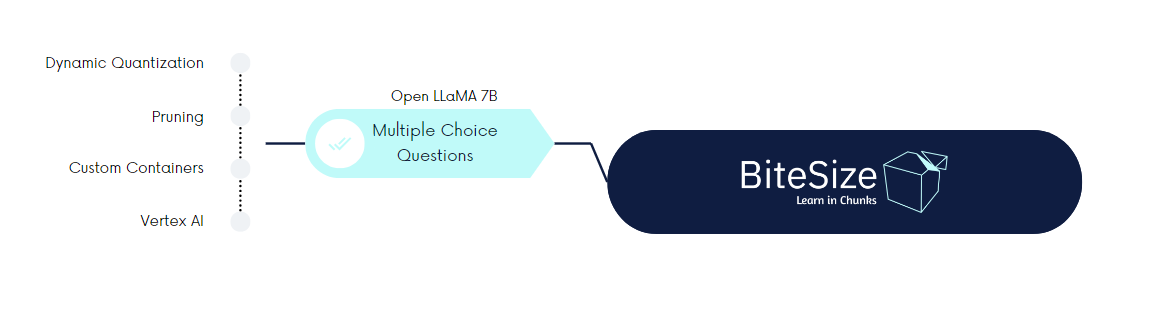 Dynamic Quantization
Pruning
Custom Containers
Vertex AI
Open LLaMA 7B
Multiple Choice
Questions
BiteSize
Learn in Chunks